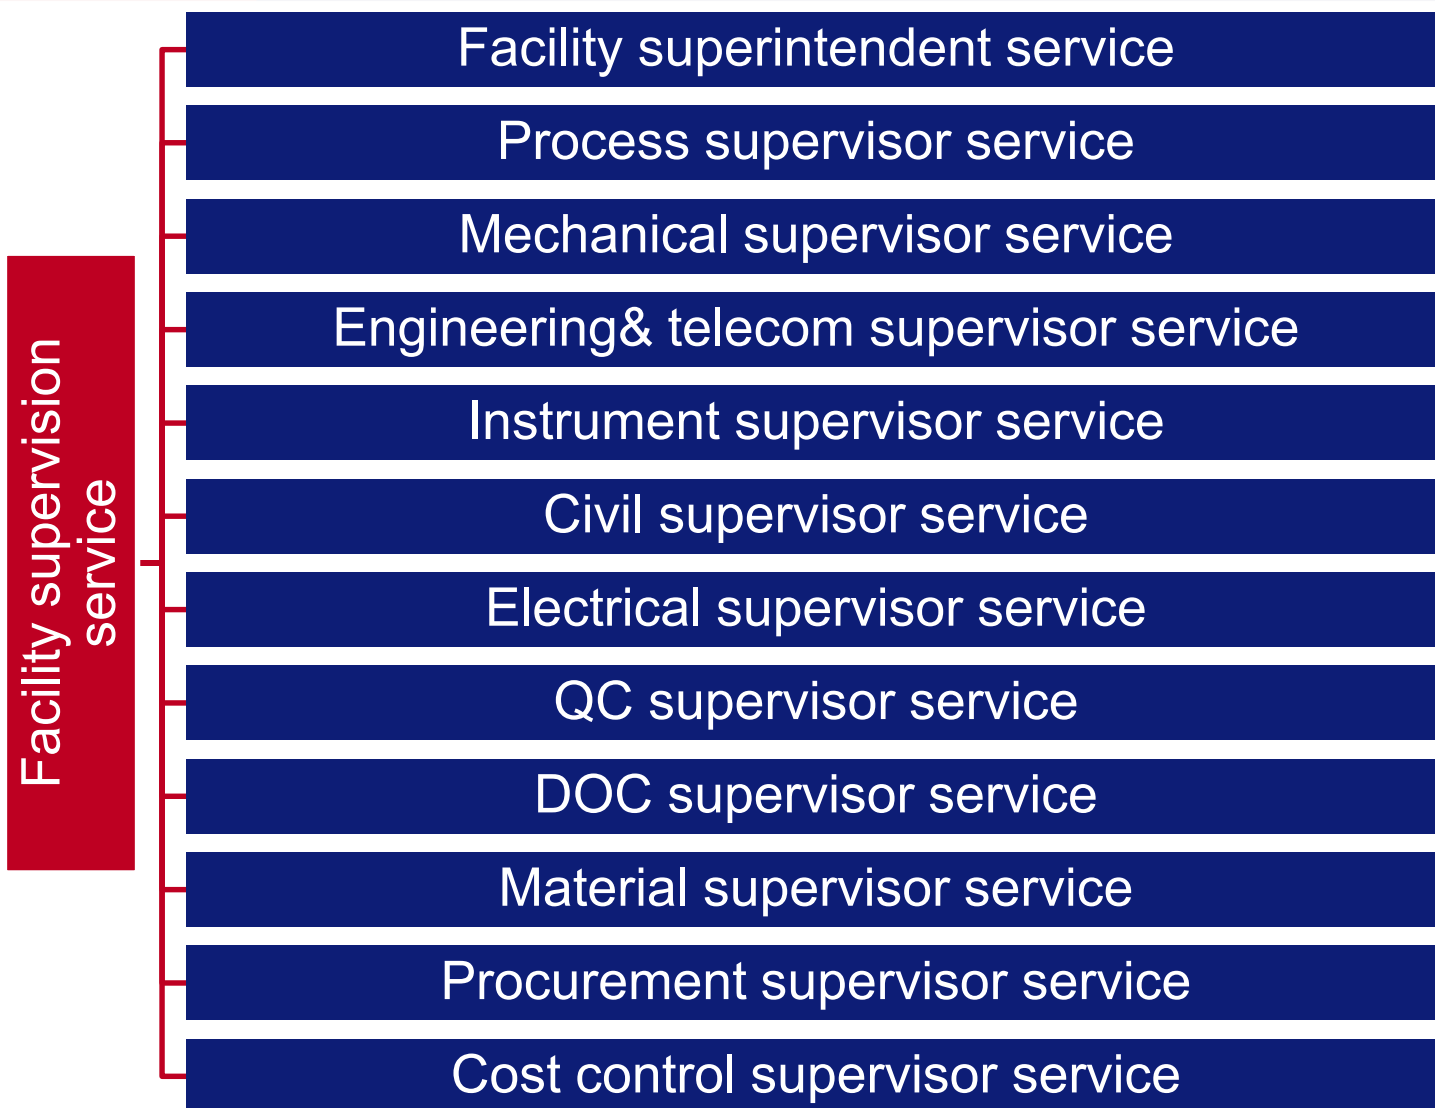 Facility supervision
service
Facility superintendent service
Process supervisor service
Mechanical supervisor service
Engineering& telecom supervisor service
Instrument supervisor service
Civil supervisor service
Electrical supervisor service
QC supervisor service
DOC supervisor service
Material supervisor service
Procurement supervisor service
Cost control supervisor service